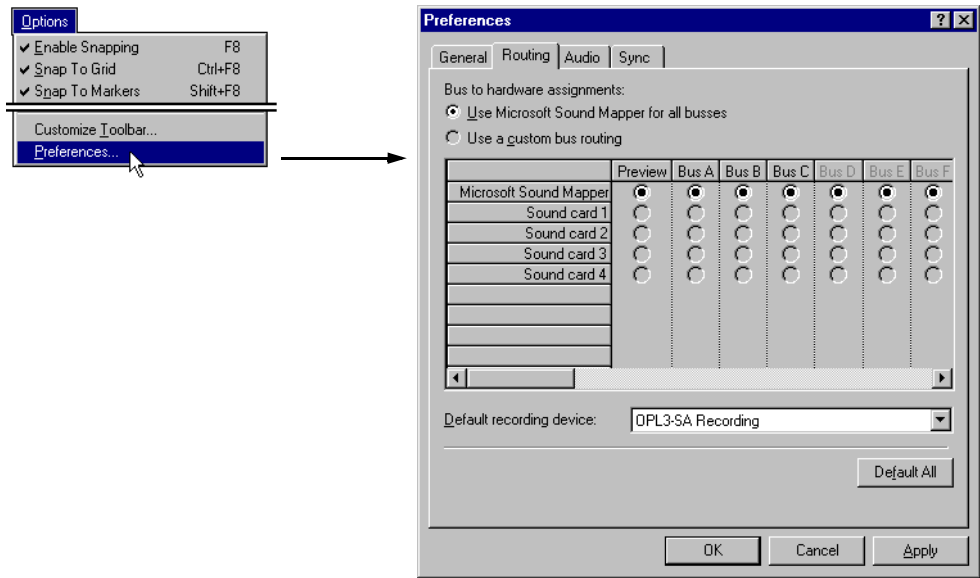 Options
Enable Snapping F8
Snap To Grid Ctrl+F8
Snap To Markers Shift+F8
Customize Toolbar...
Preferences...
Preferences
General Routing Audio Sync
Bus to hardware assignments:
Use Microsoft Sound Mapper for all busses
Use a custom bus routing
Preview Bus A Bus B Bus C Bus D Bus E Bus F
Microsoft Sound Mapper
Sound card 1
Sound card 2
Sound card 3
Sound card 4
Default recording device: OPL3-SA Recording
Default All
OK Cancel Apply